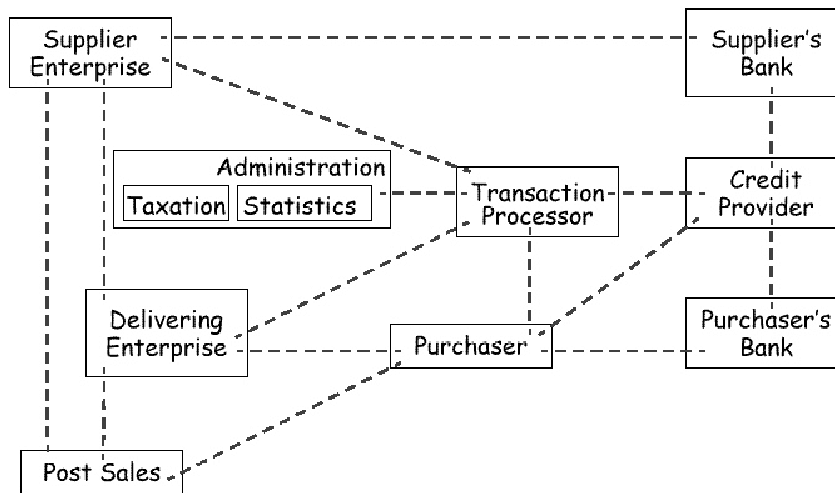 Supplier
Enterprise
Supplier's
Bank
Administration
Taxation
Statistics
Transaction
Processor
Credit
Provider
Delivering
Enterprise
Purchaser
Purchaser's
Bank
Post Sales